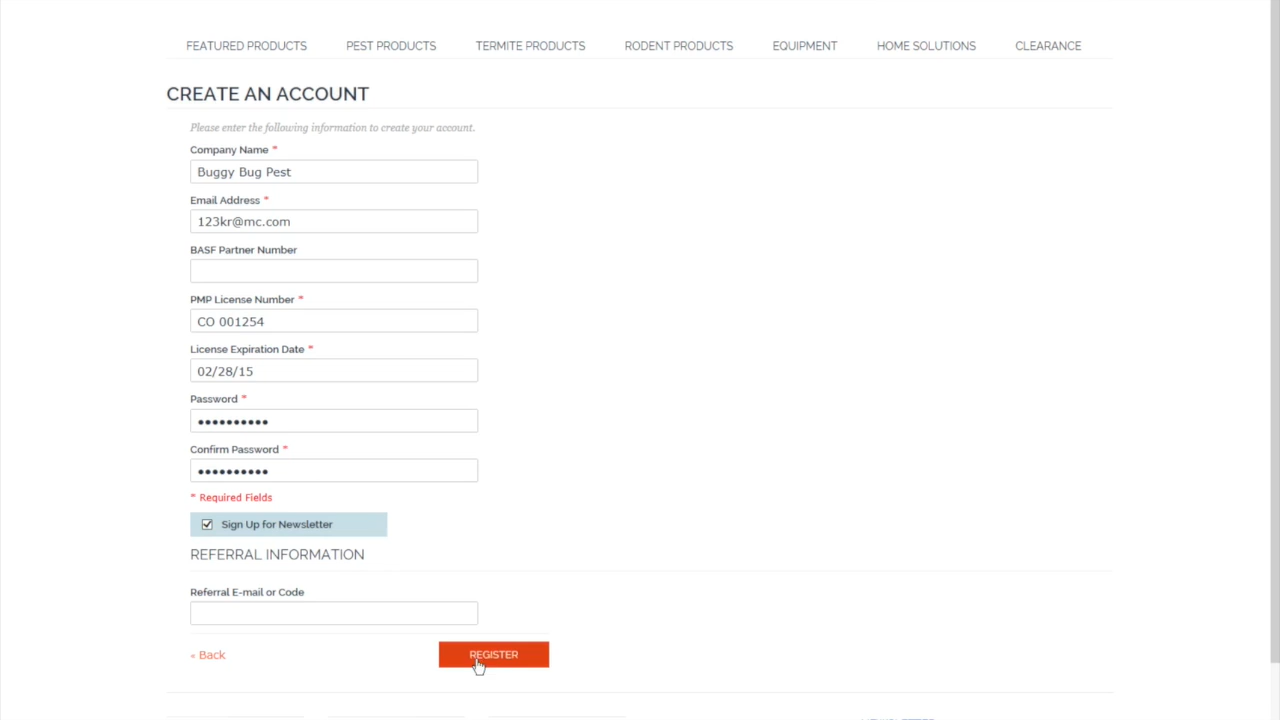 FEATURED PRODUCTS PEST PRODUCTS TERMITE PRODUCTS RODENT PRODUCTS EQUIPMENT HOME SOLUTIONS CLEARANCE
CREATE AN ACCOUNT
Please enter the following information to create your account.
Company Name *
Buggy Bug Pest
Email Address *
123kr@mc.com
BASF Partner Number
PMP License Number *
CO 001254
License Expiration Date *
02/28/15
Password *
••••••••••
Confirm Password *
••••••••••
* Required Fields
Sign Up for Newsletter
REFERRAL INFORMATION
Referral E-mail or Code
« Back REGISTER